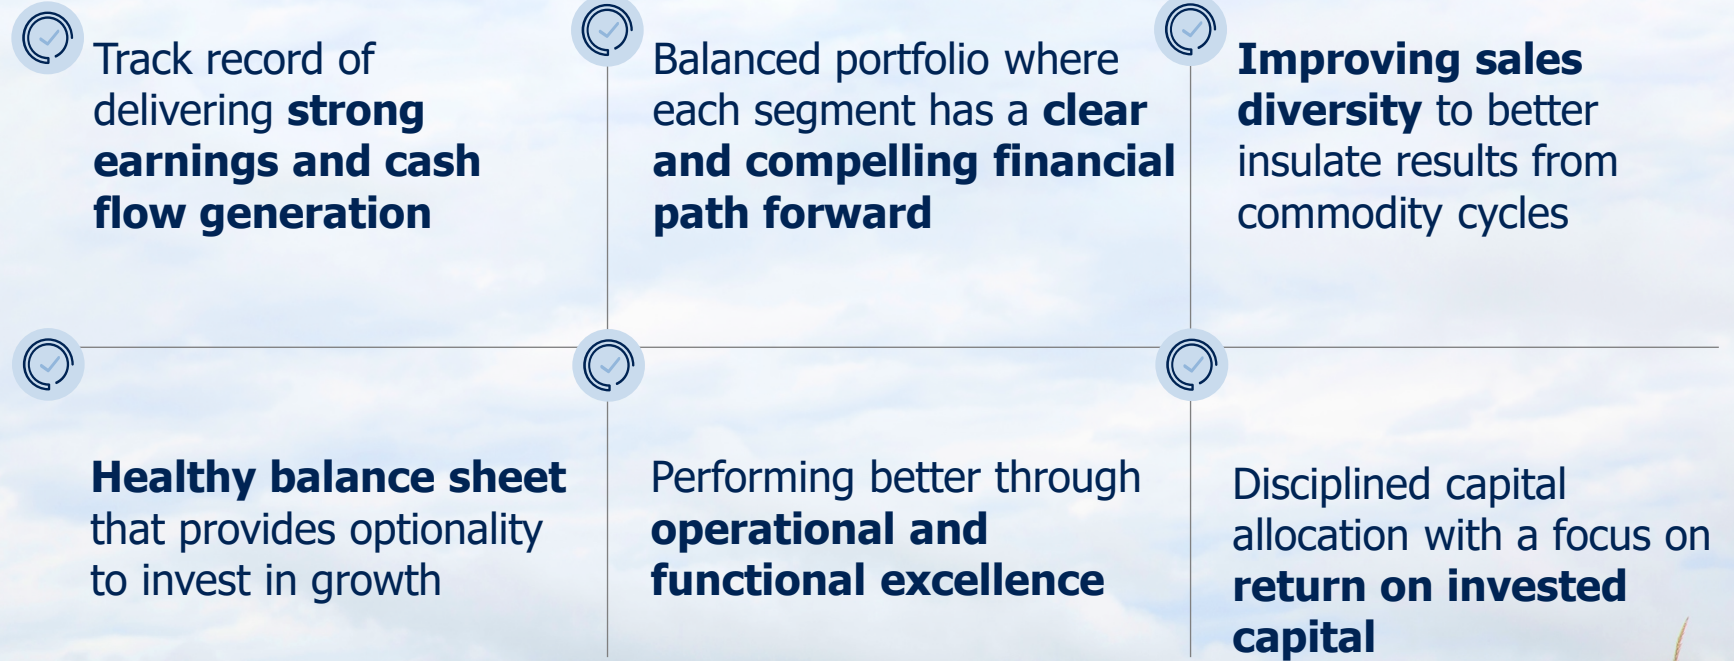 Track record of
delivering strong
earnings and cash
flow generation
Balanced portfolio where
each segment has a clear
and compelling financial
path forward
Improving sales
diversity to better
insulate results from
commodity cycles
Healthy balance sheet
that provides optionality
to invest in growth
Performing better through
operational and
functional excellence
Disciplined capital
allocation with a focus on
return on invested
capital